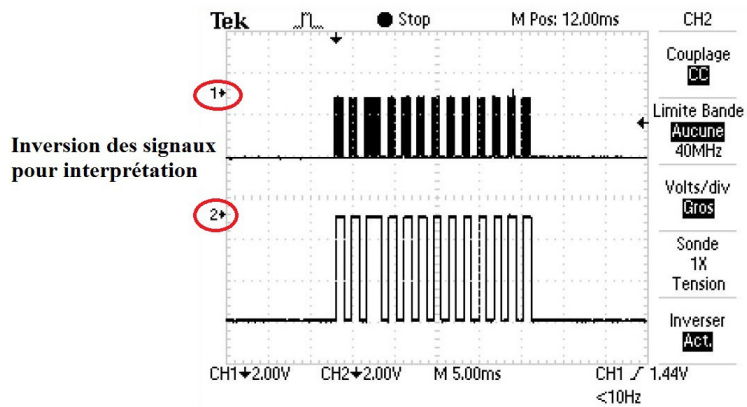 Tek Stop M Pos: 12.00ms CH2
Couplage
CC
1
Limite Bande
Aucune
40MHz
Inversion des signaux
pour interprétation
Volts/div
Gros
2
Sonde
1X
Tension
Inverser
Act.
CH1 2.00V CH2 2.00V M 5.00ms CH1 1.44V
<10Hz